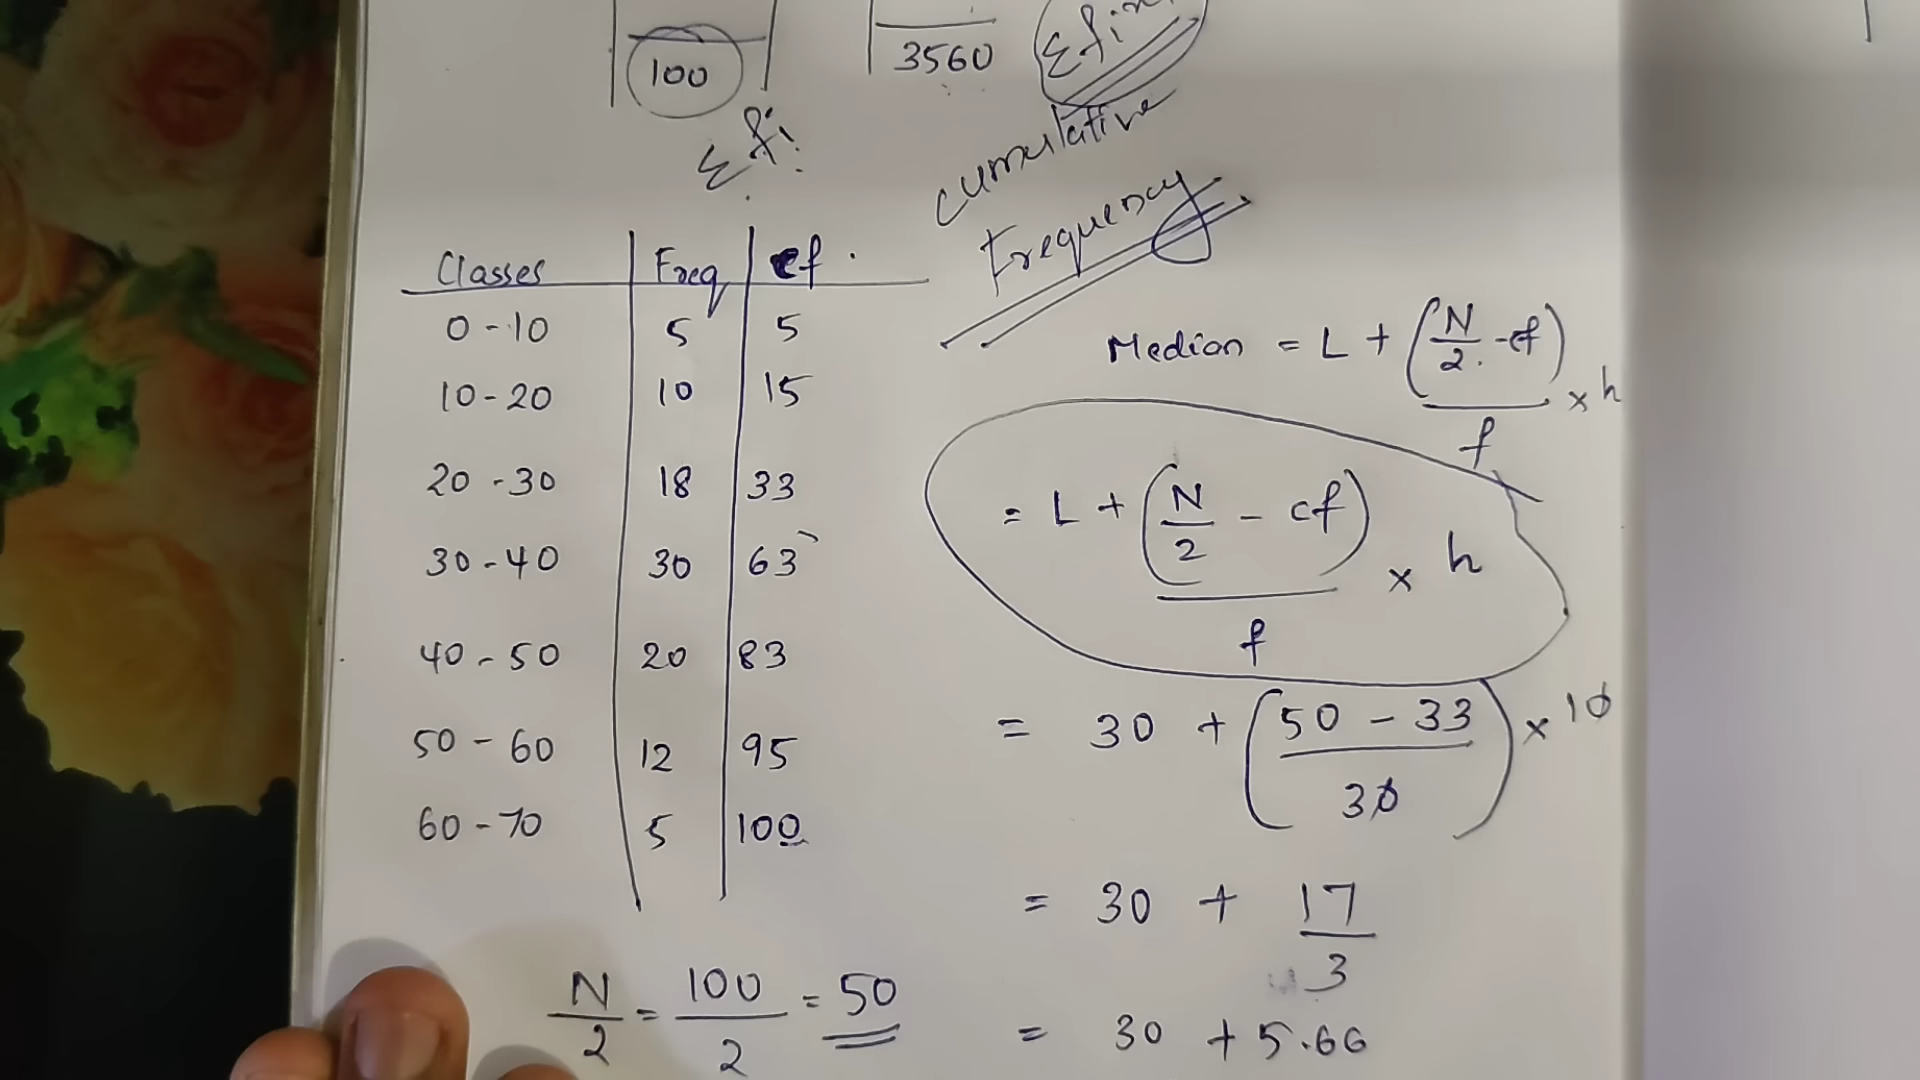 100
3560
Σfixi
Σfi
cumulative
Frequency
Classes Freq cf
0-10 5 5
10-20 10 15
20-30 18 33
30-40 30 63
40-50 20 83
50-60 12 95
60-70 5 100
N/2 = 100/2 = 50
Median = L + (N/2 - cf)/f × h
= L + (N/2 - cf)/f × h
= 30 + (50-33/30) × 10
= 30 + 17/3
= 30 + 5.66